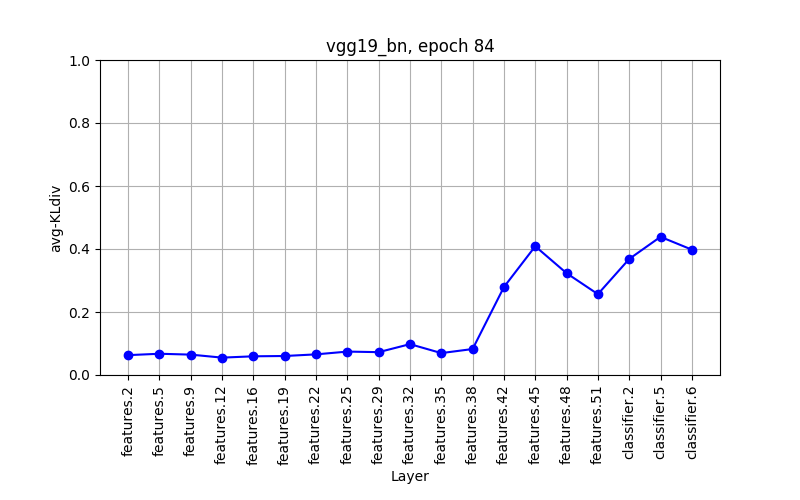 vgg19_bn, epoch 84
1.0
0.8
0.6
0.4
0.2
0.0
avg-KLdiv
features.2
features.5
features.9
features.12
features.16
features.19
features.22
features.25
features.29
features.32
features.35
features.38
features.42
features.45
features.48
features.51
classifier.2
classifier.5
classifier.6
Layer